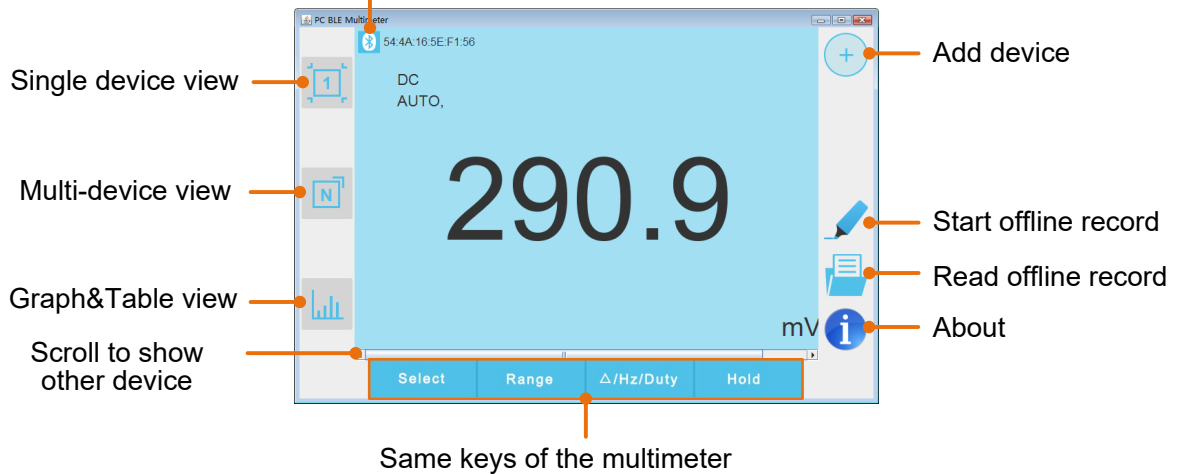 PC BLE Multimeter
54:4A:16:5E:F1:56
Add device
Single device view
1
+
DC
AUTO,
290.9
Multi-device view
N
Start offline record
Read offline record
Graph&Table view
mV
i
About
Scroll to show
other device
Select Range △/Hz/Duty Hold
Same keys of the multimeter